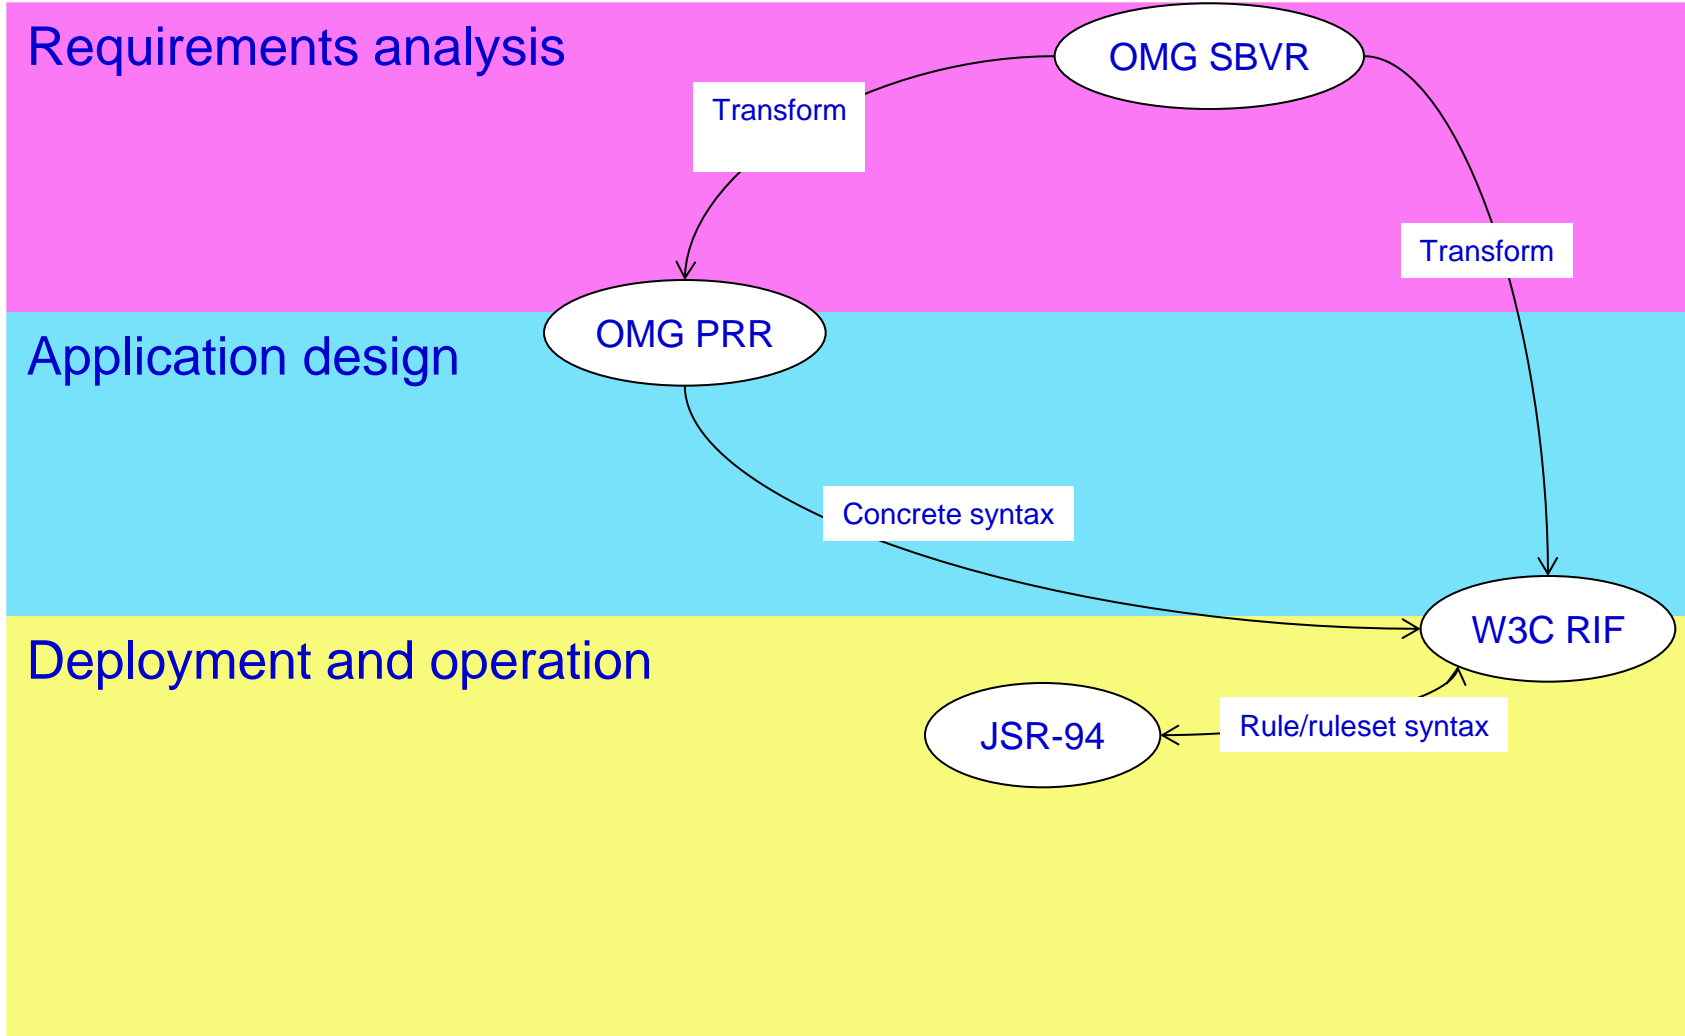 Requirements analysis
OMG SBVR
Transform
Transform
OMG PRR
Application design
Concrete syntax
W3C RIF
Deployment and operation
JSR-94
Rule/ruleset syntax